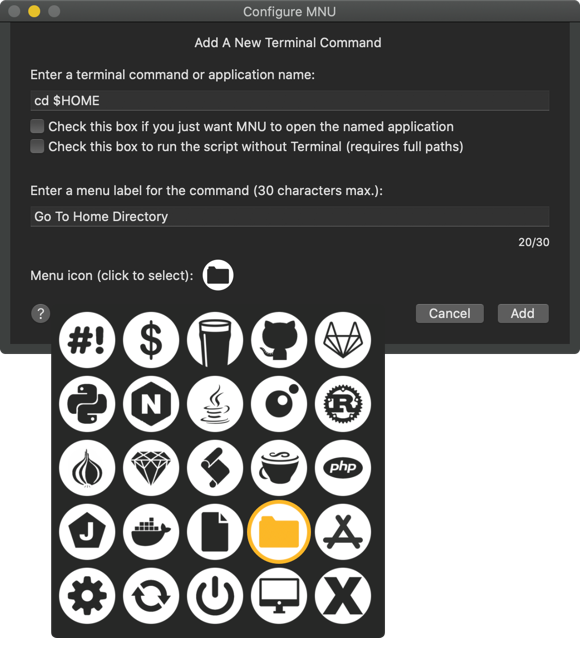 Configure MNU
Add A New Terminal Command
Enter a terminal command or application name:
cd $HOME
Check this box if you just want MNU to open the named application
Check this box to run the script without Terminal (requires full paths)
Enter a menu label for the command (30 characters max.):
Go To Home Directory
20/30
Menu icon (click to select):
?
Cancel
Add
#!
$
N
R
php
J
X